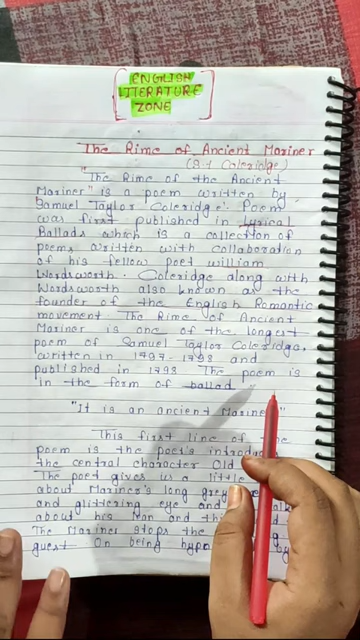 ENGLISH
LITERATURE
ZONE
The Rime of Ancient Mariner
(S.T Coleridge)
"The Rime of the Ancient
Mariner" is a poem written by
Samuel Taylor Coleridge. Poem
was first published in Lyrical
Ballads which is a collection of
poems written with collaboration
of his fellow poet william
Wordsworth. Coleridge along with
Wordsworth also known as the
founder of the English Romantic
movement. The Rime of Ancient
Mariner is one of the longest
poem of Samuel Taylor Coleridge,
written in 1797-1798 and
published in 1798. The poem is
in the form of ballad
"It is an ancient Mariner"
This first line of the
poem is the poet's introdu
the central character Old
The poet gives us a little
about Mariner's long gre
and glittering eye and
about his and thi
The Mariner stops the
guest On being hypn by